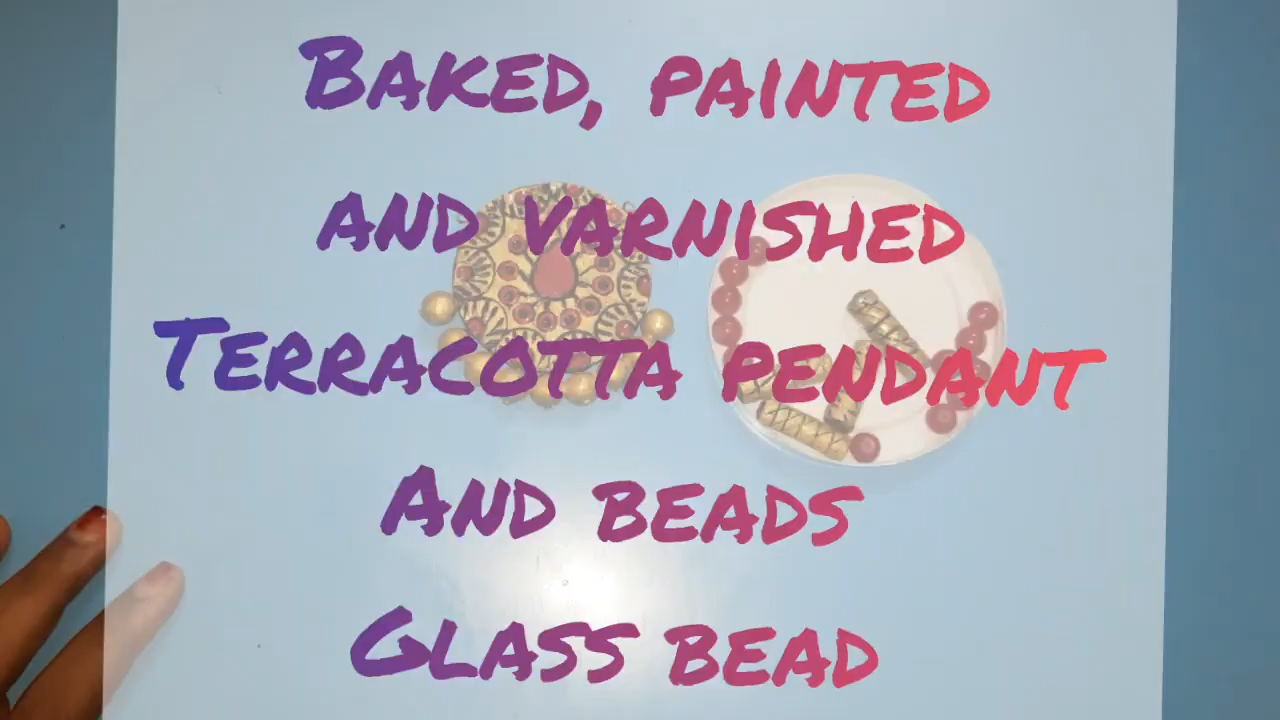 Baked, painted
and varnished
Terracotta pendant
And beads
Glass bead